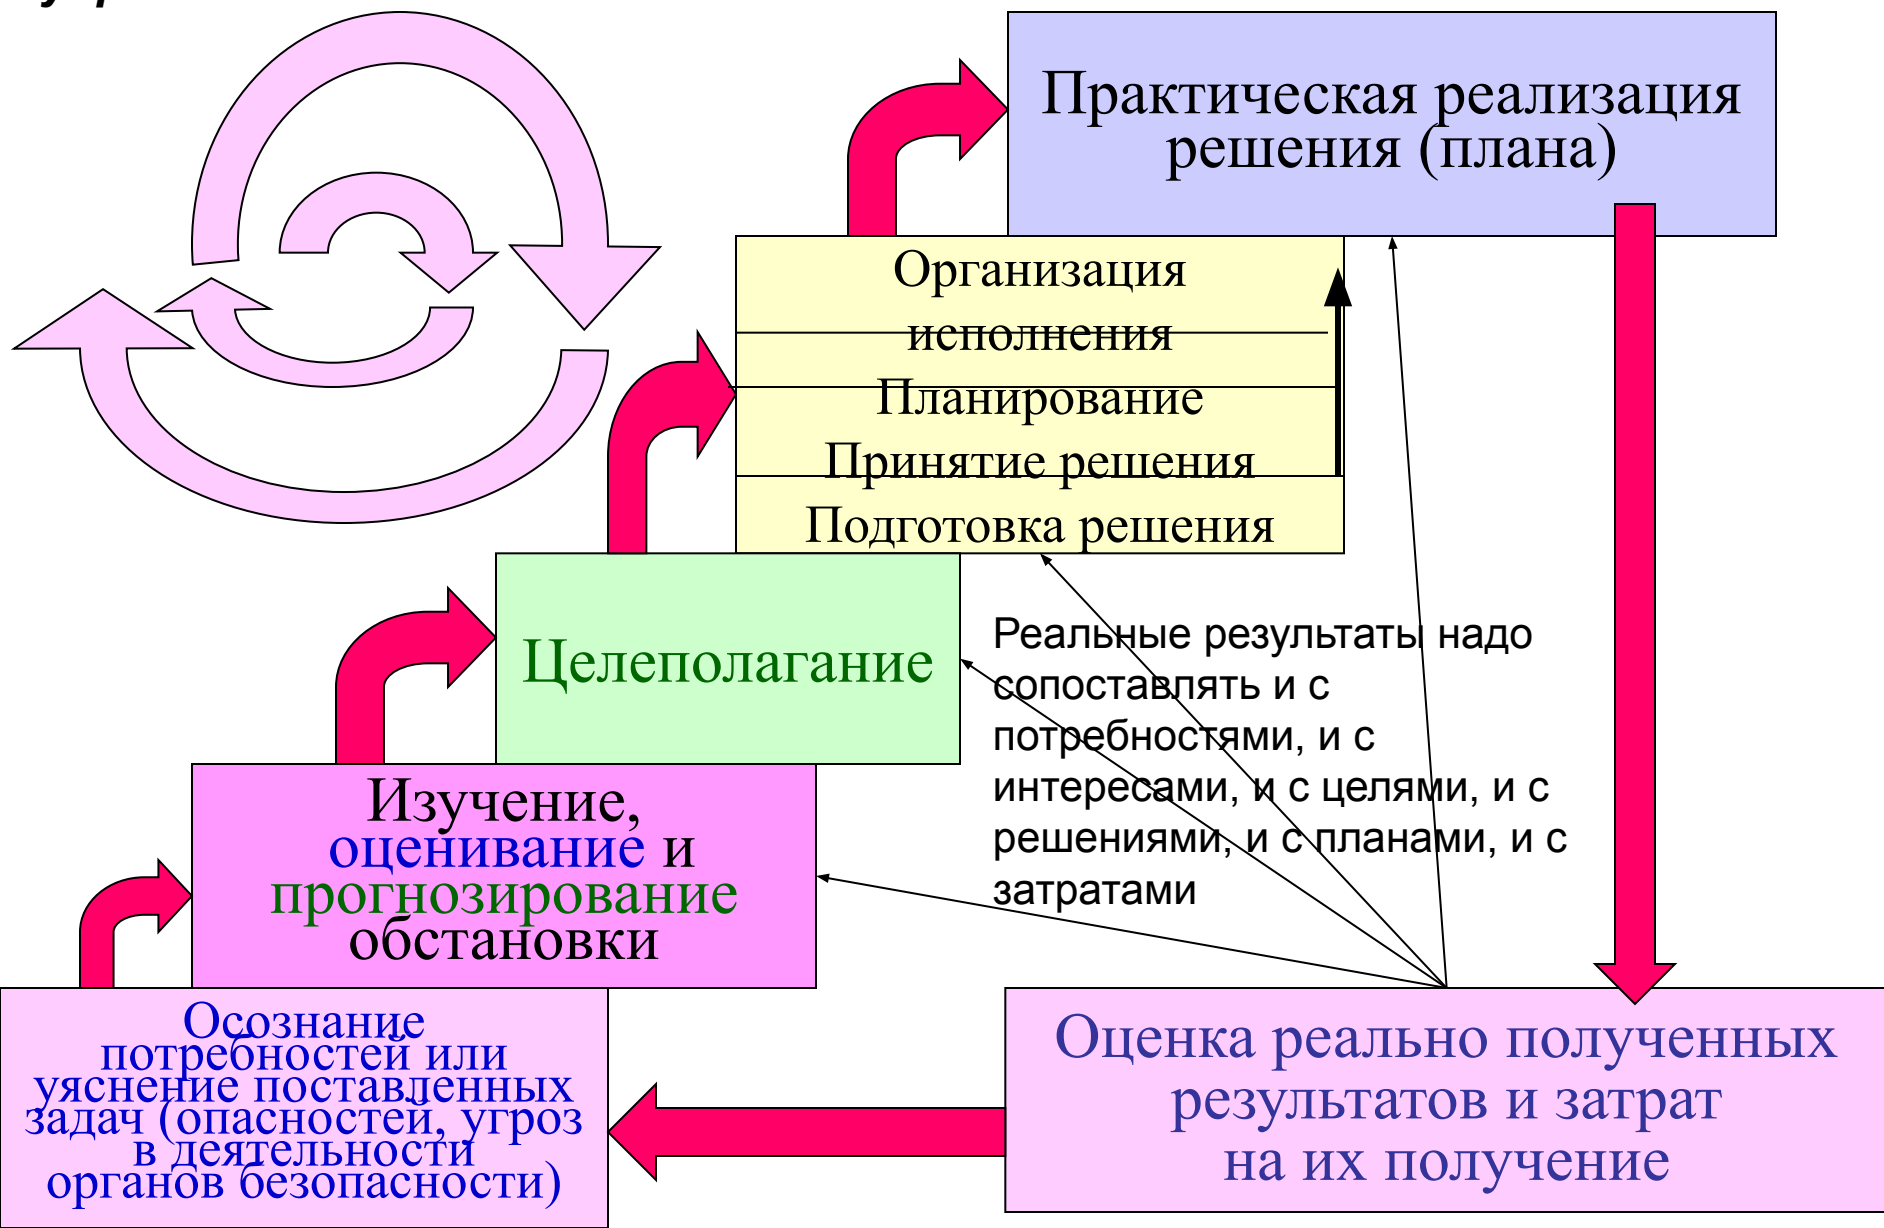 Практическая реализация
решения (плана)
Организация
исполнения
Планирование
Принятие решения
Подготовка решения
Целеполагание
Реальные результаты надо
сопоставлять и с
потребностями, и с
интересами, и с целями, и с
решениями, и с планами, и с
затратами
Изучение,
оценивание и
прогнозирование
обстановки
Осознание
потребностей или
уяснение поставленных
задач (опасностей, угроз
в деятельности
органов безопасности)
Оценка реально полученных
результатов и затрат
на их получение